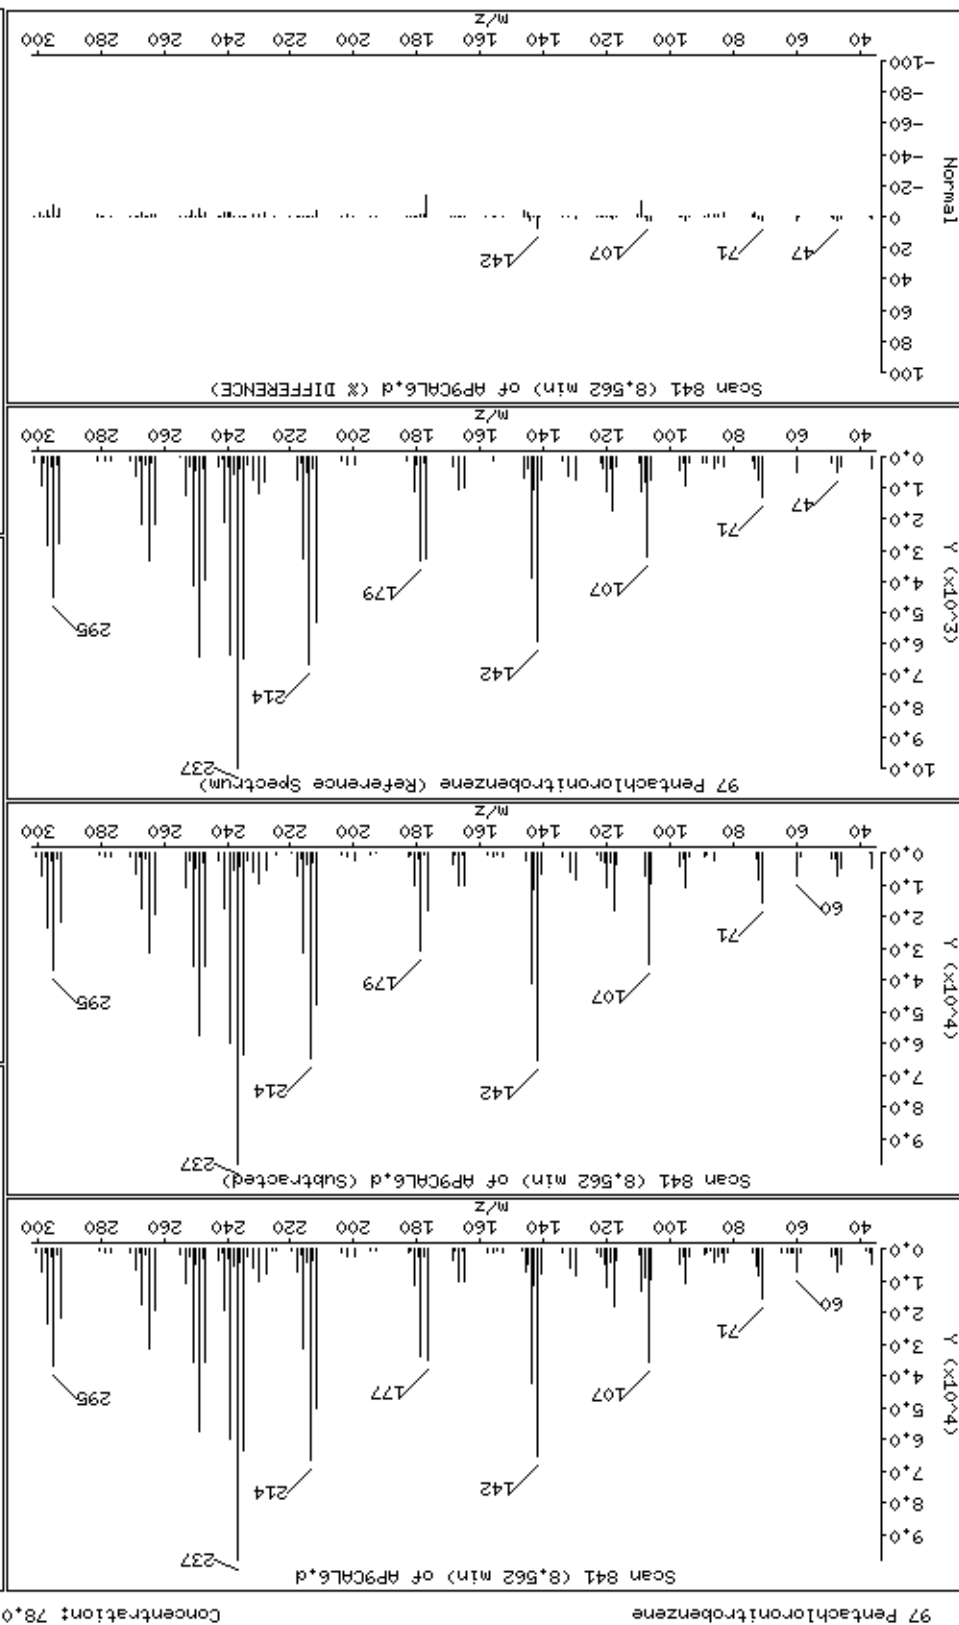 97 Pentachloronitrobenzene Concentration: 78.0
Scan 841 (8.562 min) of AP9CAL6.d
237
9.0
8.0
142 214
7.0
6.0
Y (x10^4)
5.0
107 177 295
4.0
3.0
71
2.0
60
1.0
0.0
40 60 80 100 120 140 160 180 200 220 240 260 280 300
m/z
Scan 841 (8.562 min) of AP9CAL6.d (Subtracted)
237
9.0
8.0
142 214
7.0
6.0
Y (x10^4)
5.0
107 179 295
4.0
3.0
71
2.0
60
1.0
0.0
40 60 80 100 120 140 160 180 200 220 240 260 280 300
m/z
97 Pentachloronitrobenzene (Reference Spectrum)
10.0
237
9.0
8.0
142 214
7.0
6.0
295
Y (x10^3)
5.0
107 179
4.0
3.0
71
2.0
47
1.0
0.0
40 60 80 100 120 140 160 180 200 220 240 260 280 300
m/z
Scan 841 (8.562 min) of AP9CAL6.d (% DIFFERENCE)
100
80
60
40
47 71 107 142
20
0
Normal
-20
-40
-60
-80
-100
40 60 80 100 120 140 160 180 200 220 240 260 280 300
m/z